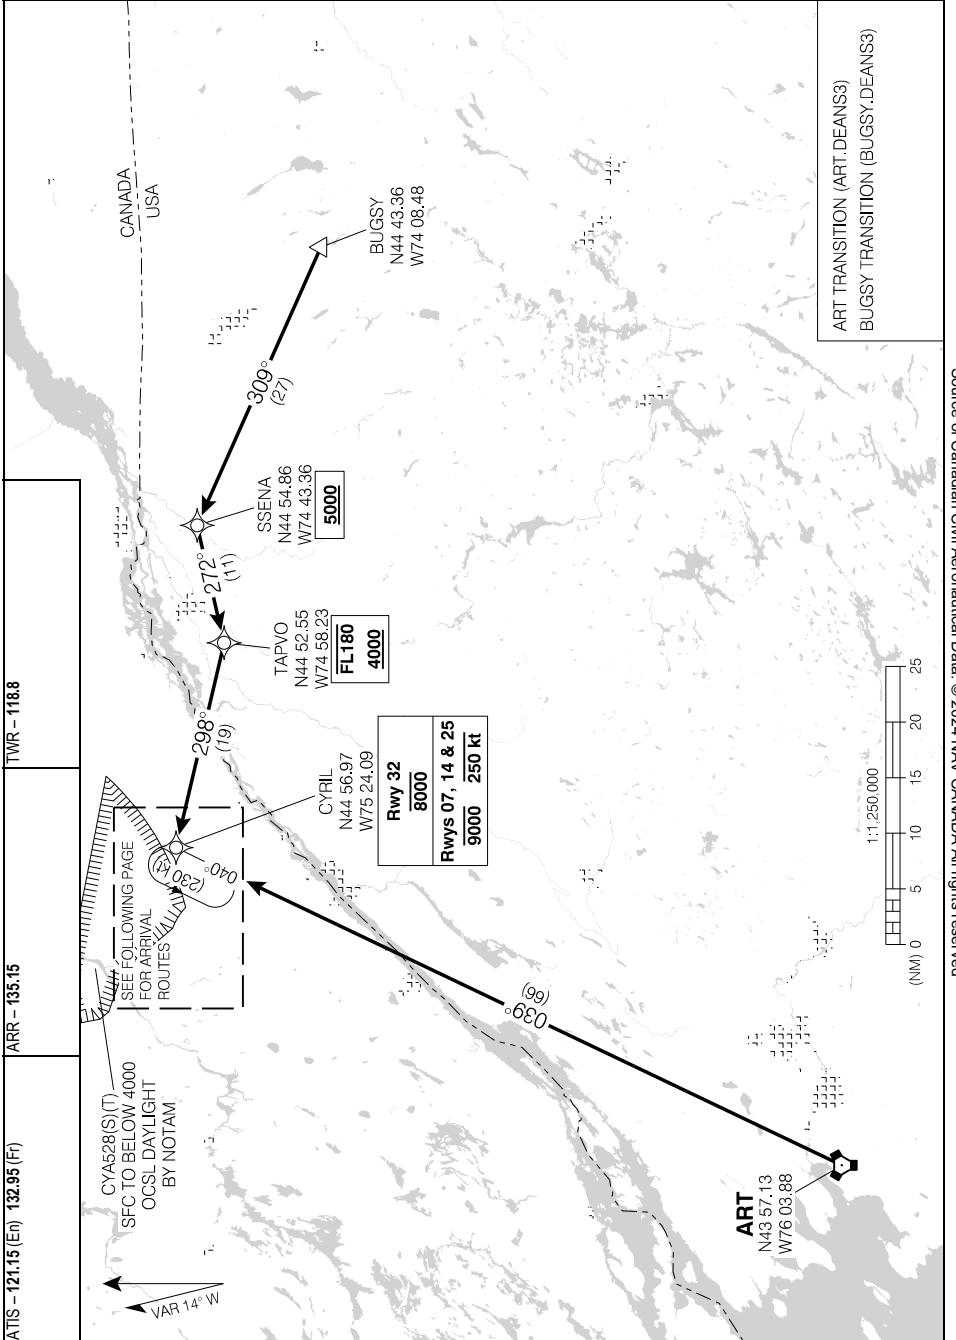 ATIS – 121.15 (En) 132.95 (Fr)
ARR – 135.15
TWR – 118.8
CANADA
USA
BUGSY
N44 43.36
W74 08.48
309°
(27)
SSENA
N44 54.86
W74 43.36
5000
272°
(11)
TAPVO
N44 52.55
W74 58.23
FL180
4000
298°
(19)
CYRIL
N44 56.97
W75 24.09
Rwy 32
8000
Rwys 07, 14 & 25
9000 250 kt
040°
(230 kt)
SEE FOLLOWING PAGE
FOR ARRIVAL
ROUTES
CYA528(S)(T)
SFC TO BELOW 4000
OCSL DAYLIGHT
BY NOTAM
VAR 14° W
039°
(66)
ART
N43 57.13
W76 03.88
1:1,250,000
(NM) 0 5 10 15 20 25
ART TRANSITION (ART.DEANS3)
BUGSY TRANSITION (BUGSY.DEANS3)
Source of Canadian Civil Aeronautical Data: © 2024 NAV CANADA All rights reserved